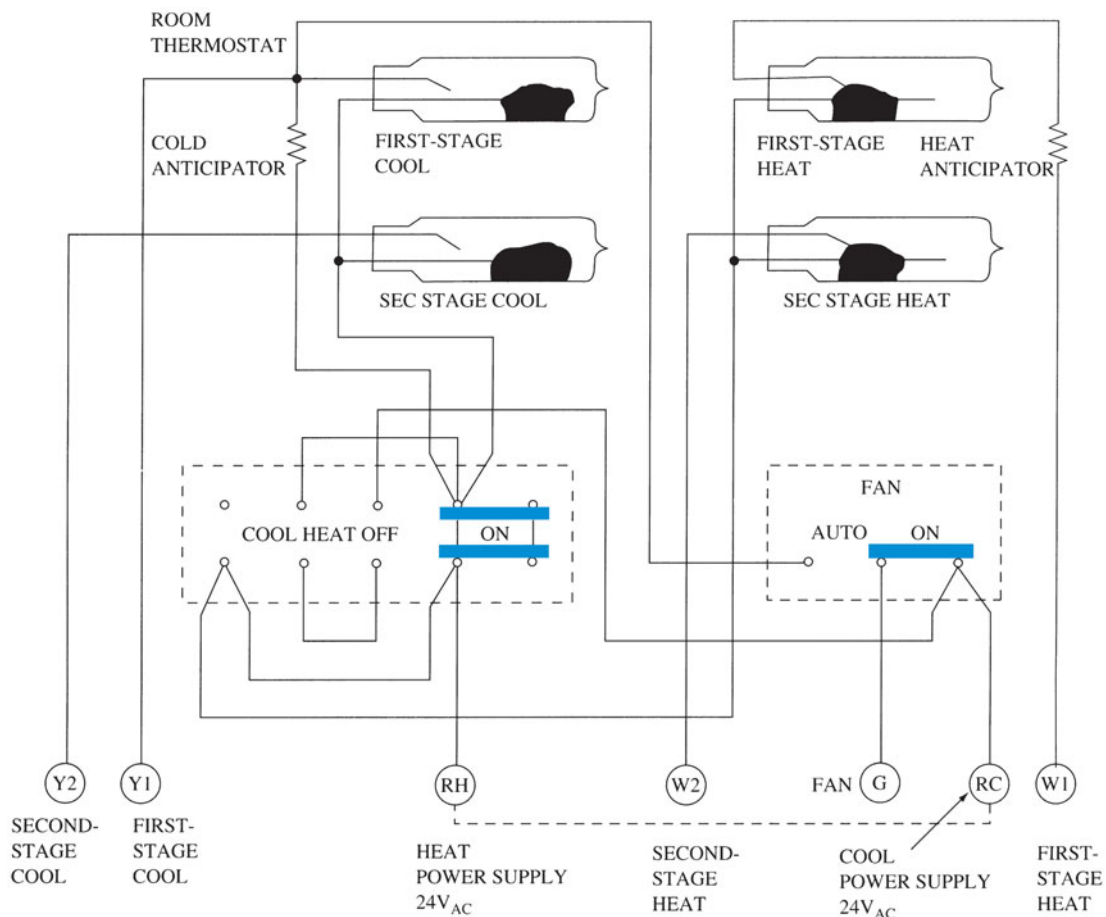 ROOM
THERMOSTAT
COLD
ANTICIPATOR
FIRST-STAGE
COOL
FIRST-STAGE
HEAT
HEAT
ANTICIPATOR
SEC STAGE COOL
SEC STAGE HEAT
COOL HEAT OFF
ON
FAN
AUTO
ON
Y2
Y1
RH
W2
FAN
G
RC
W1
SECOND-
STAGE
COOL
FIRST-
STAGE
COOL
HEAT
POWER SUPPLY
24VAC
SECOND-
STAGE
HEAT
COOL
POWER SUPPLY
24VAC
FIRST-
STAGE
HEAT